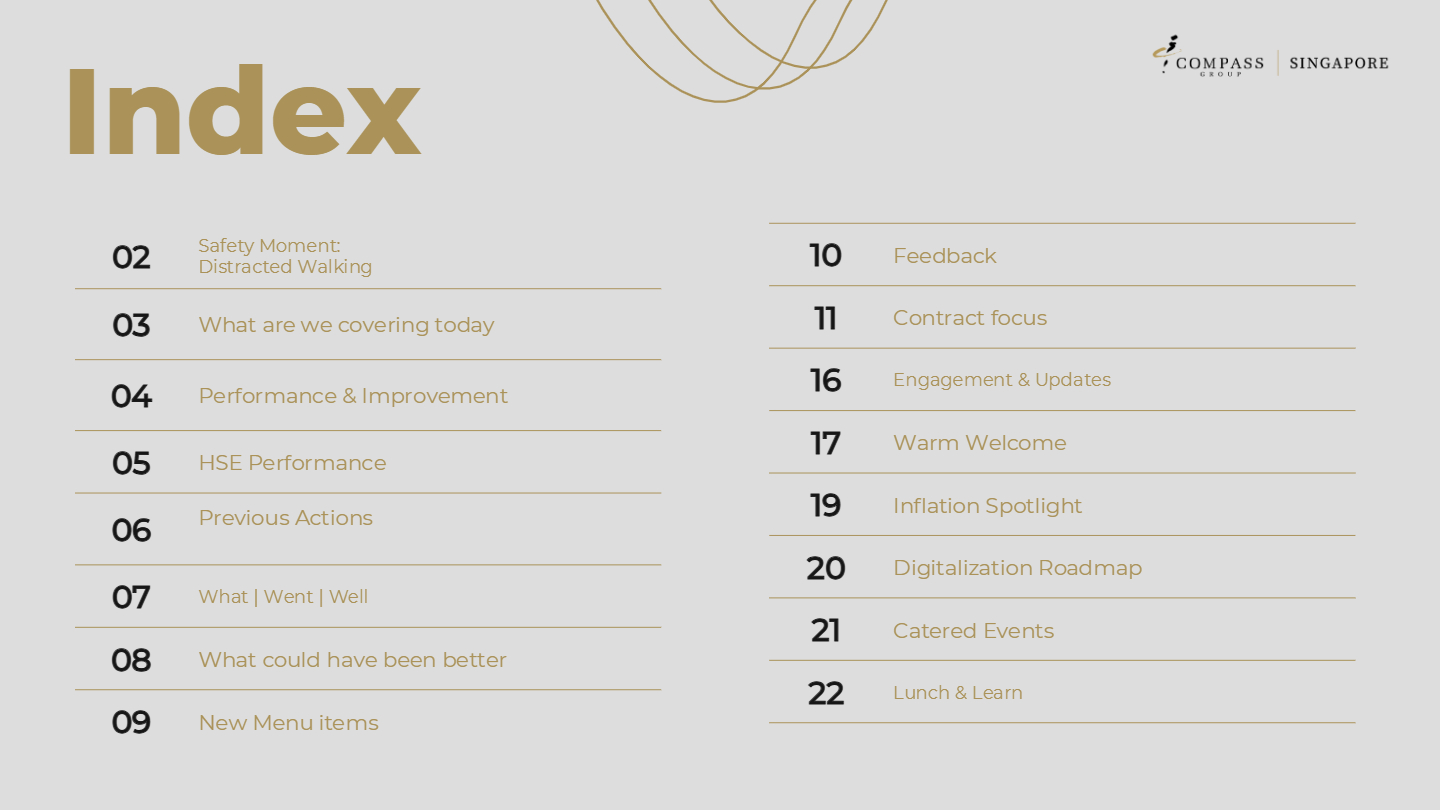 Index
COMPASS
GROUP
SINGAPORE
02 Safety Moment:
Distracted Walking
03 What are we covering today
04 Performance & Improvement
05 HSE Performance
06 Previous Actions
07 What | Went | Well
08 What could have been better
09 New Menu items
10 Feedback
11 Contract focus
16 Engagement & Updates
17 Warm Welcome
19 Inflation Spotlight
20 Digitalization Roadmap
21 Catered Events
22 Lunch & Learn